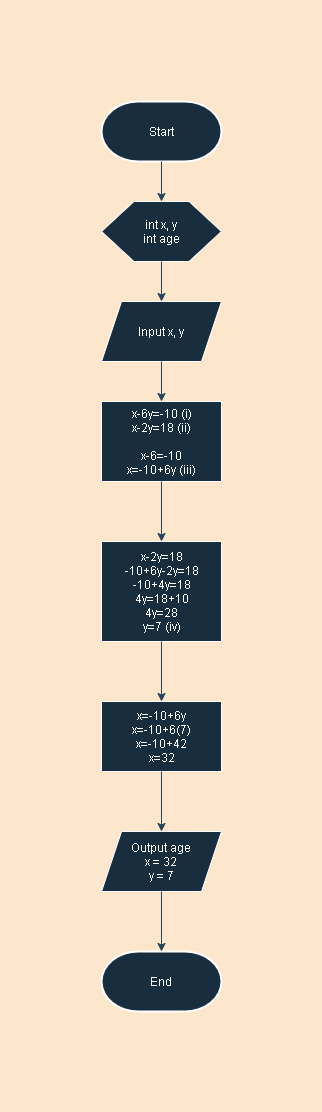 Start
int x, y
int age
Input x, y
x-6y=-10 (i)
x-2y=18 (ii)
x-6=-10
x=-10+6y (iii)
x-2y=18
-10+6y-2y=18
-10+4y=18
4y=18+10
4y=28
y=7 (iv)
x=-10+6y
x=-10+6(7)
x=-10+42
x=32
Output age
x = 32
y = 7
End